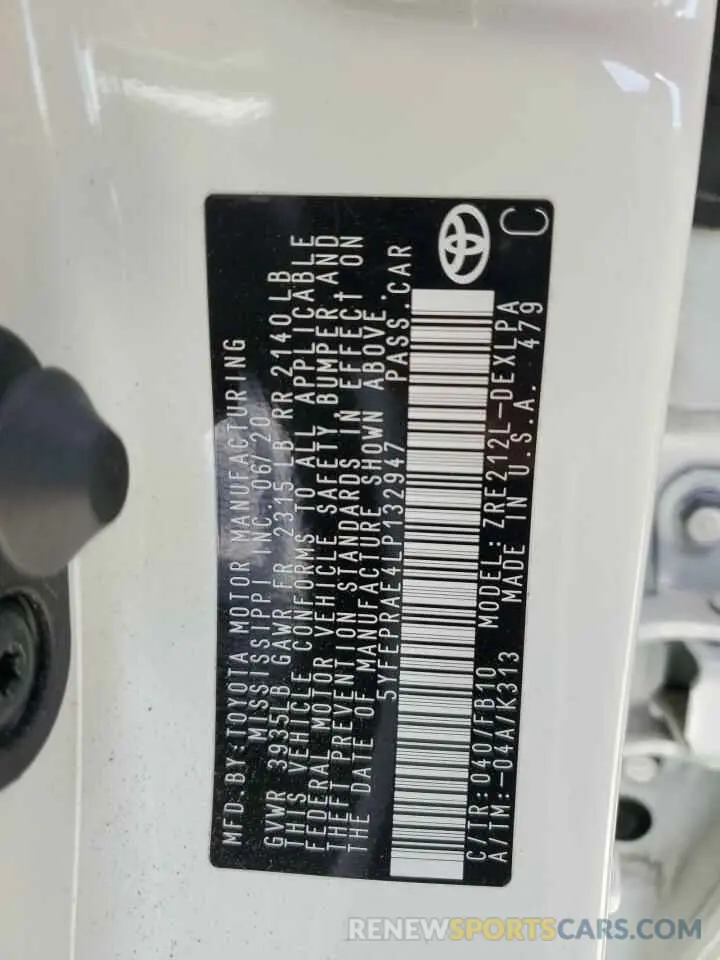 MFD.BY:TOYOTA MOTOR MANUFACTURING
MISSISSIPPI INC.06/20
GVWR 3935LB GAWR FR 2315 LB RR 2140LB
THIS VEHICLE CONFORMS TO ALL APPLICABLE
FEDERAL MOTOR VEHICLE SAFETY, BUMPER AND
THEFT PREVENTION STANDARDS IN EFFECT ON
THE DATE OF MANUFACTURE SHOWN ABOVE.
5YFEPRAE4LP132947 PASS.CAR
C/TR:040/FB10 MODEL:ZRE212L-DEXLPA
A/TM:-04A/K313 MADE IN U.S.A. 479
C
RENEWSPORTSCARS.COM